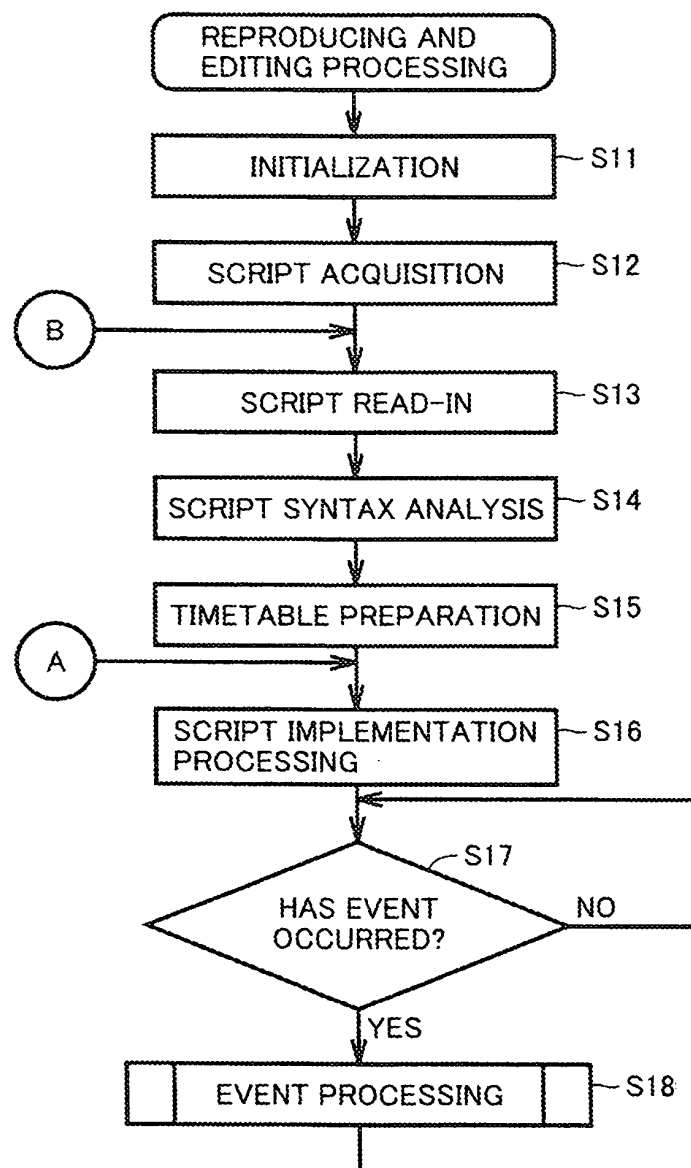 REPRODUCING AND
EDITING PROCESSING
INITIALIZATION
S11
SCRIPT ACQUISITION
S12
B
SCRIPT READ-IN
S13
SCRIPT SYNTAX ANALYSIS
S14
TIMETABLE PREPARATION
S15
A
SCRIPT IMPLEMENTATION
PROCESSING
S16
S17
HAS EVENT
OCCURRED?
NO
YES
EVENT PROCESSING
S18